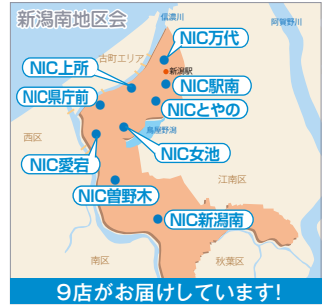 新潟南地区会
信濃川
阿賀野川
NIC万代
古町エリア
NIC上所
新潟駅
NIC駅南
NIC県庁前
NICとやの
鳥屋野潟
西区
NIC女池
NIC愛宕
江南区
NIC曽野木
NIC新潟南
南区
秋葉区
9店がお届けしています!